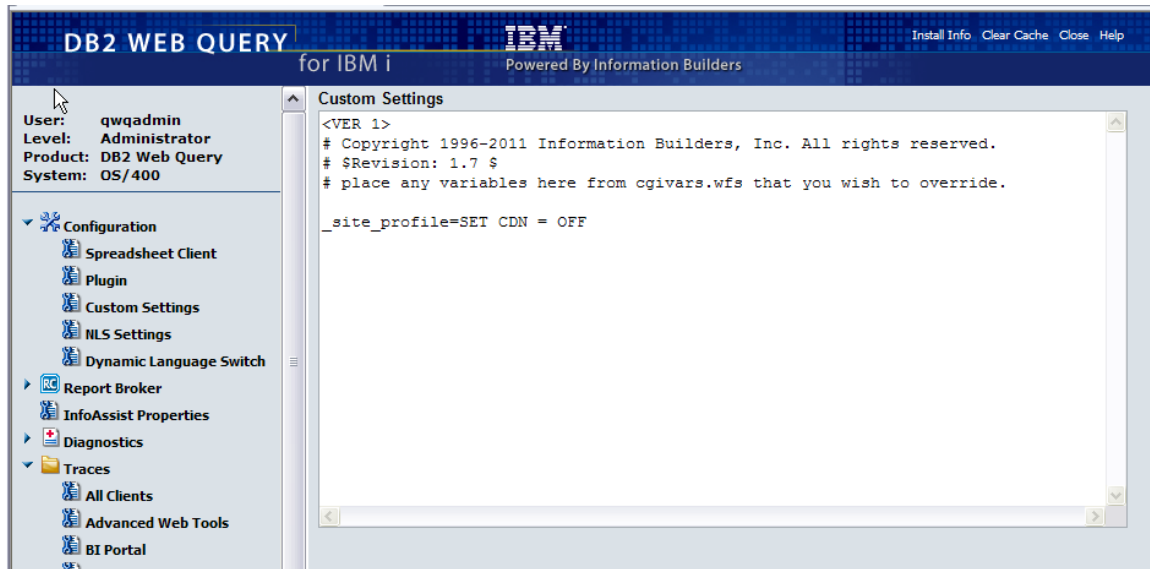 DB2 WEB QUERY
for IBM i
IBM
Powered By Information Builders
Install Info Clear Cache Close Help
User: qwqadmin
Level: Administrator
Product: DB2 Web Query
System: OS/400
Configuration
Spreadsheet Client
Plugin
Custom Settings
NLS Settings
Dynamic Language Switch
RC Report Broker
InfoAssist Properties
Diagnostics
Traces
All Clients
Advanced Web Tools
BI Portal
Custom Settings
<VER 1>
# Copyright 1996-2011 Information Builders, Inc. All rights reserved.
# $Revision: 1.7 $
# place any variables here from cgivars.wfs that you wish to override.
_site_profile=SET CDN = OFF